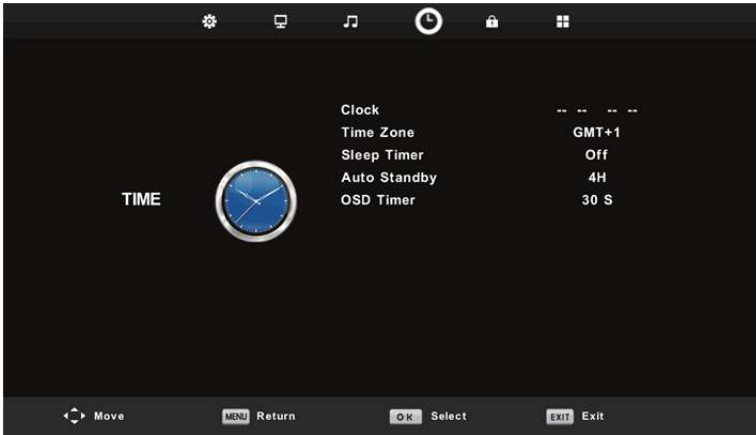 Clock -- -- -- --
Time Zone GMT+1
Sleep Timer Off
Auto Standby 4H
TIME
OSD Timer 30 S
Move MENU Return OK Select EXIT Exit